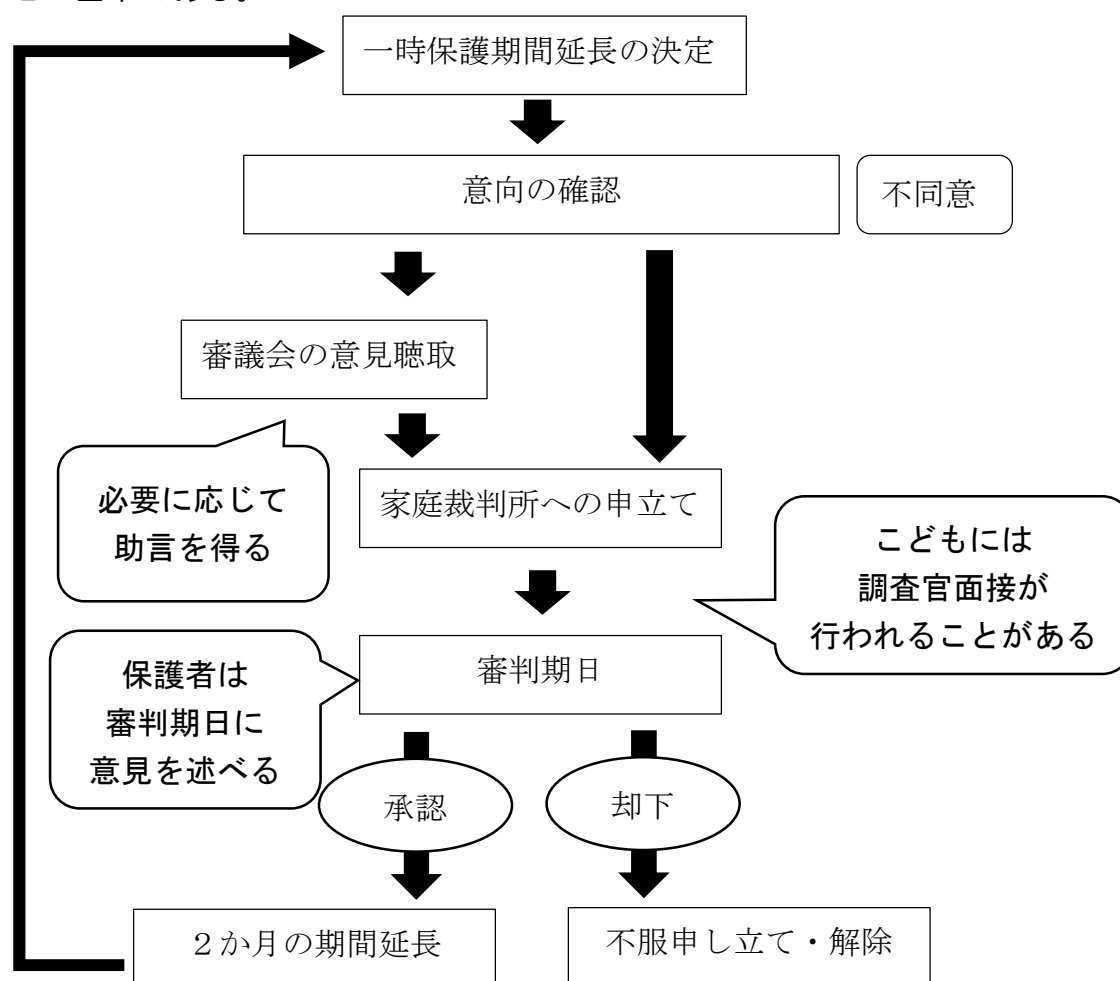 一時保護期間延長の決定
意向の確認
不同意
審議会の意見聴取
必要に応じて
助言を得る
家庭裁判所への申立て
こどもには
調査官面接が
行われることがある
審判期日
保護者は
審判期日に
意見を述べる
承認
却下
２か月の期間延長
不服申し立て・解除